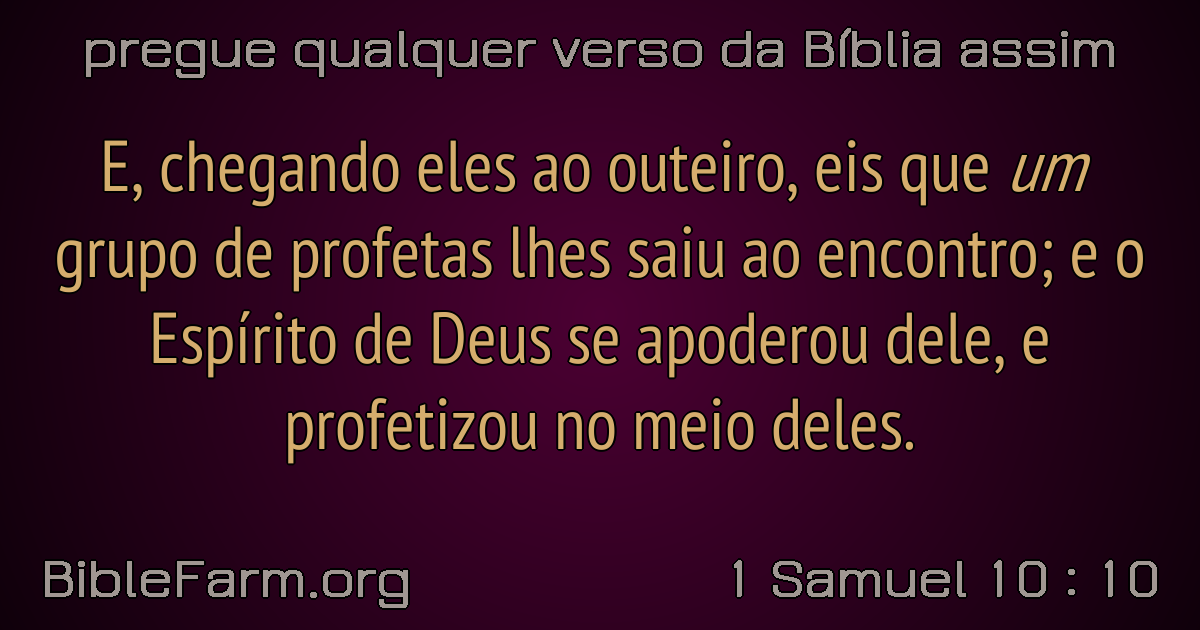 pregue qualquer verso da Bíblia assim
E, chegando eles ao outeiro, eis que um
grupo de profetas lhes saiu ao encontro; e o
Espírito de Deus se apoderou dele, e
profetizou no meio deles.
BibleFarm.org
1 Samuel 10 : 10